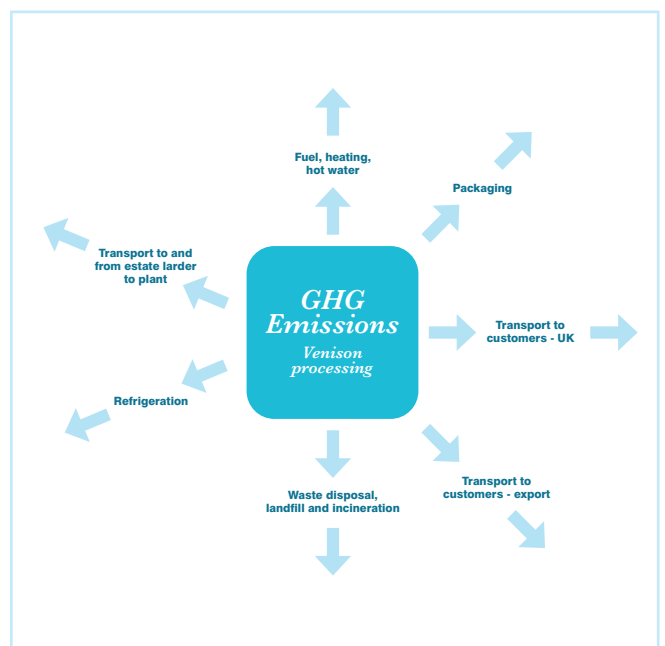 Fuel, heating,
hot water
Packaging
Transport to and
from estate larder
to plant
GHG
Emissions
Venison
processing
Transport to
customers - UK
Refrigeration
Transport to
customers - export
Waste disposal,
landfill and incineration